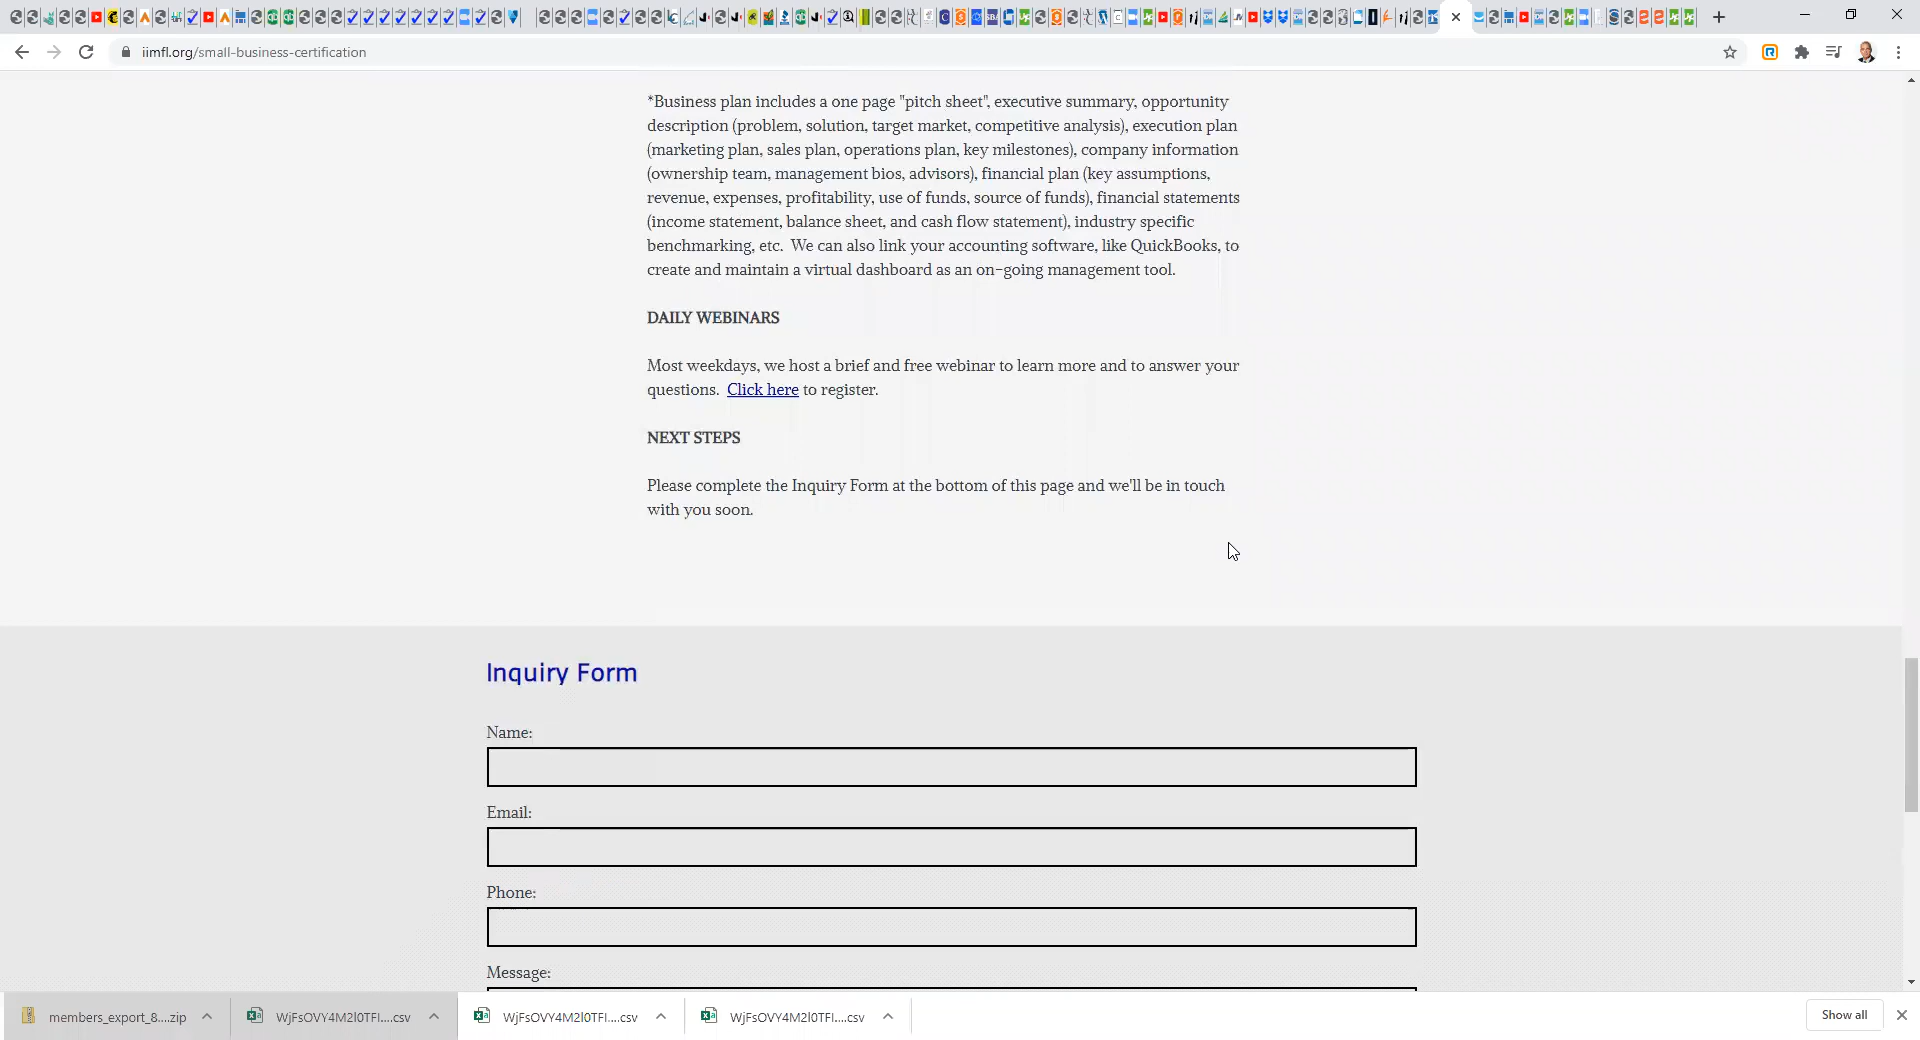 iimfl.org/small-business-certification
*Business plan includes a one page "pitch sheet", executive summary, opportunity
description (problem, solution, target market, competitive analysis), execution plan
(marketing plan, sales plan, operations plan, key milestones), company information
(ownership team, management bios, advisors), financial plan (key assumptions,
revenue, expenses, profitability, use of funds, source of funds), financial statements
(income statement, balance sheet, and cash flow statement), industry specific
benchmarking, etc. We can also link your accounting software, like QuickBooks, to
create and maintain a virtual dashboard as an on-going management tool.
DAILY WEBINARS
Most weekdays, we host a brief and free webinar to learn more and to answer your
questions. Click here to register.
NEXT STEPS
Please complete the Inquiry Form at the bottom of this page and we'll be in touch
with you soon.
Inquiry Form
Name:
Email:
Phone:
Message:
members_export_8....zip
WjFsOVY4M2l0TFI....csv
WjFsOVY4M2l0TFI....csv
WjFsOVY4M2l0TFI....csv
Show all